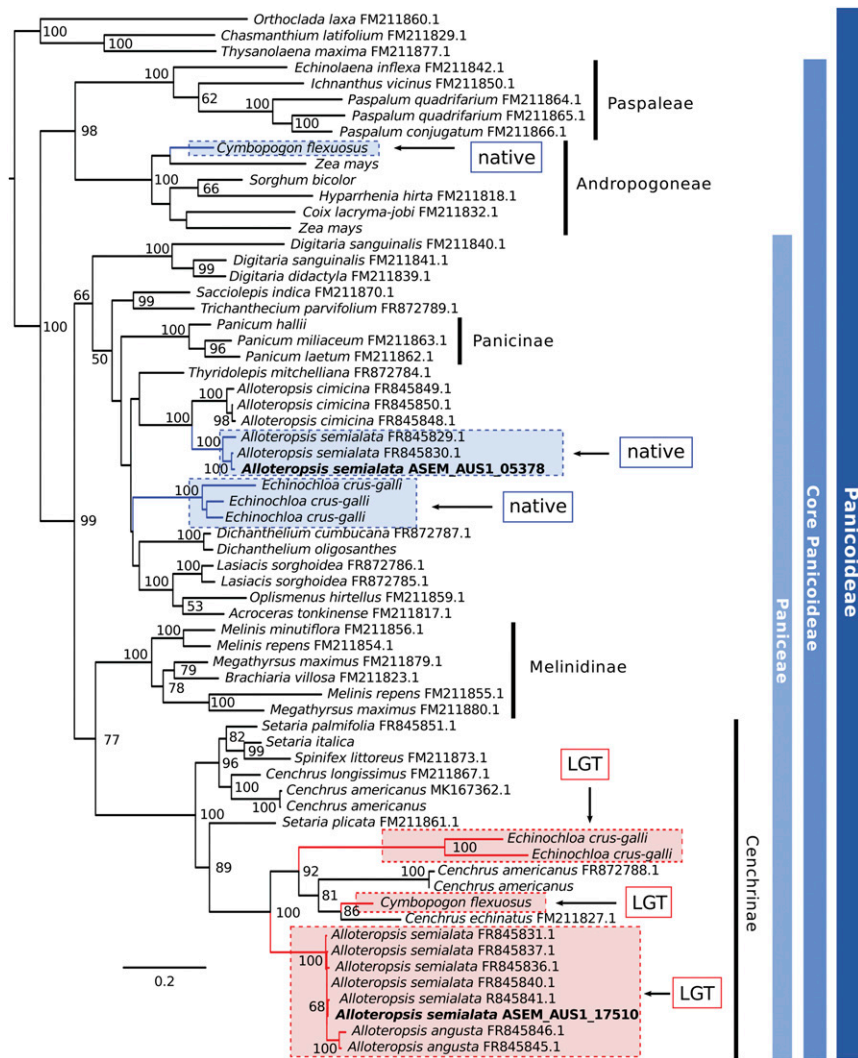 Orthoclada laxa FM211860.1
100
Chasmanthium latifolium FM211829.1
100
Thysanolaena maxima FM211877.1
Echinolaena inflexa FM211842.1
100
Ichnanthus vicinus FM211850.1
62
Paspalum quadrifarium FM211864.1
100
Paspalum quadrifarium FM211865.1
100
Paspalum conjugatum FM211866.1
Paspaleae
98
Cymbopogon flexuosus
native
Zea mays
100
Sorghum bicolor
66
Hyparrhenia hirta FM211818.1
Andropogoneae
Coix lacryma-jobi FM211832.1
Zea mays
Digitaria sanguinalis FM211840.1
100
Digitaria sanguinalis FM211841.1
99
Digitaria didactyla FM211839.1
66
Sacciolepis indica FM211870.1
99
Trichanthecium parvifolium FR872789.1
100
Panicum hallii
100
Panicum miliaceum FM211863.1
96
Panicum laetum FM211862.1
Panicinae
50
Thyridolepis mitchelliana FR872784.1
Alloteropsis cimicina FR845849.1
100
Alloteropsis cimicina FR845850.1
100
98
Alloteropsis cimicina FR845848.1
Alloteropsis semialata FR845829.1
100
Alloteropsis semialata FR845830.1
native
100
Alloteropsis semialata ASEM_AUS1_05378
Echinochloa crus-galli
100
Echinochloa crus-galli
native
Echinochloa crus-galli
99
Dichanthelium cumbucana FR872787.1
100
Dichanthelium oligosanthes
Lasiacis sorghoidea FR872786.1
100
Lasiacis sorghoidea FR872785.1
100
Oplismenus hirtellus FM211859.1
53
Acroceras tonkinense FM211817.1
Melinis minutiflora FM211856.1
100
Melinis repens FM211854.1
100
Megathyrsus maximus FM211879.1
79
Brachiaria villosa FM211823.1
78
Melinis repens FM211855.1
100
Megathyrsus maximus FM211880.1
Melinidinae
77
Setaria palmifolia FR845851.1
82
Setaria italica
99
Spinifex littoreus FM211873.1
96
Cenchrus longissimus FM211867.1
100
Cenchrus americanus MK167362.1
100
Cenchrus americanus
100
Setaria plicata FM211861.1
LGT
Echinochloa crus-galli
100
Echinochloa crus-galli
89
92
Cenchrus americanus FR872788.1
100
Cenchrus americanus
81
Cymbopogon flexuosus
LGT
86
Cenchrus echinatus FM211827.1
100
Alloteropsis semialata FR845831.1
Alloteropsis semialata FR845837.1
100
Alloteropsis semialata FR845836.1
Alloteropsis semialata FR845840.1
Alloteropsis semialata R845841.1
68
Alloteropsis semialata ASEM_AUS1_17510
LGT
Alloteropsis angusta FR845846.1
100
Alloteropsis angusta FR845845.1
0.2
Cenchrinae
Paniceae
Core Panicoideae
Panicoideae